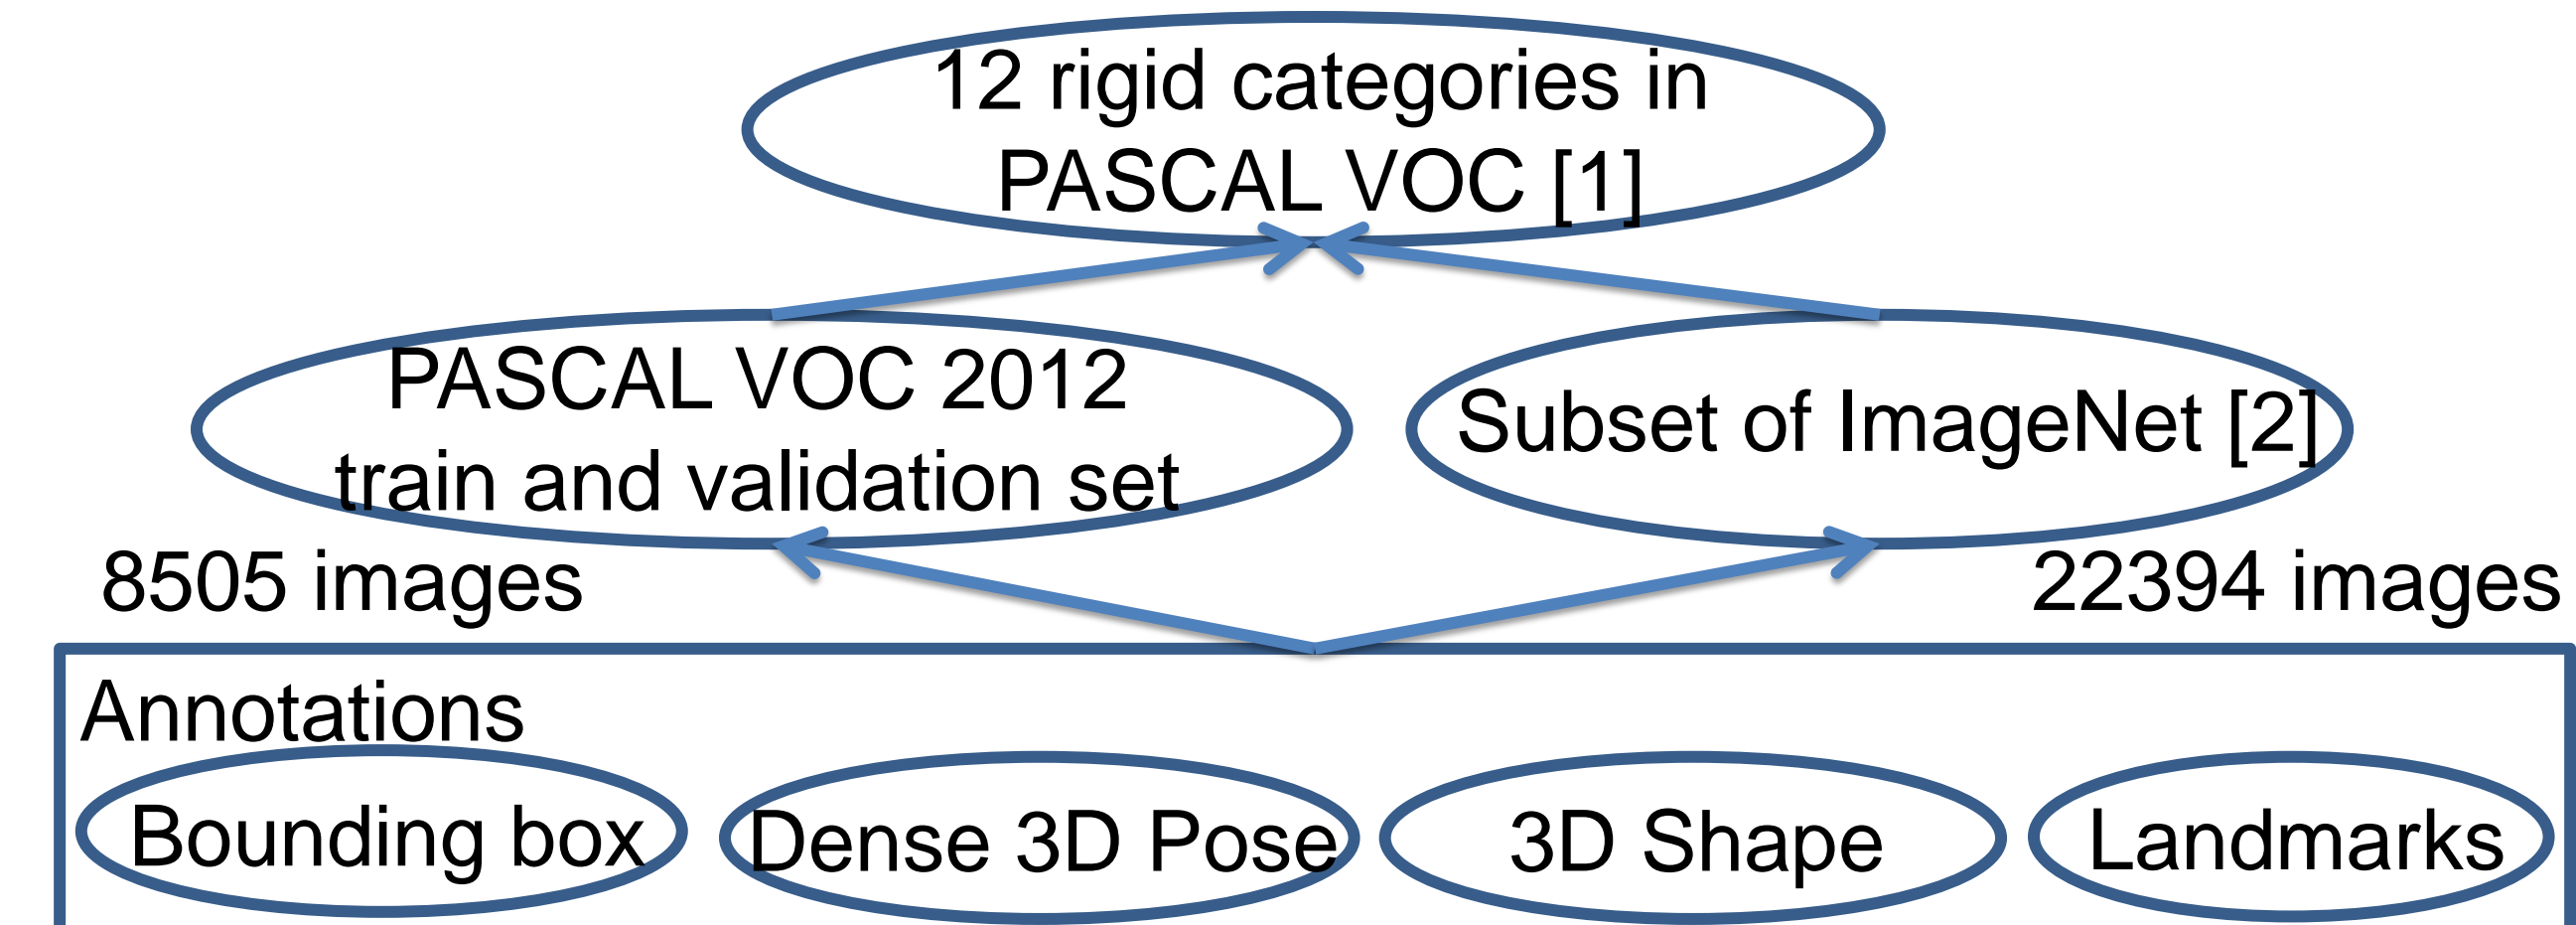 12 rigid categories in
PASCAL VOC [1]
PASCAL VOC 2012
train and validation set
Subset of ImageNet [2]
8505 images
22394 images
Annotations
Bounding box
Dense 3D Pose
3D Shape
Landmarks